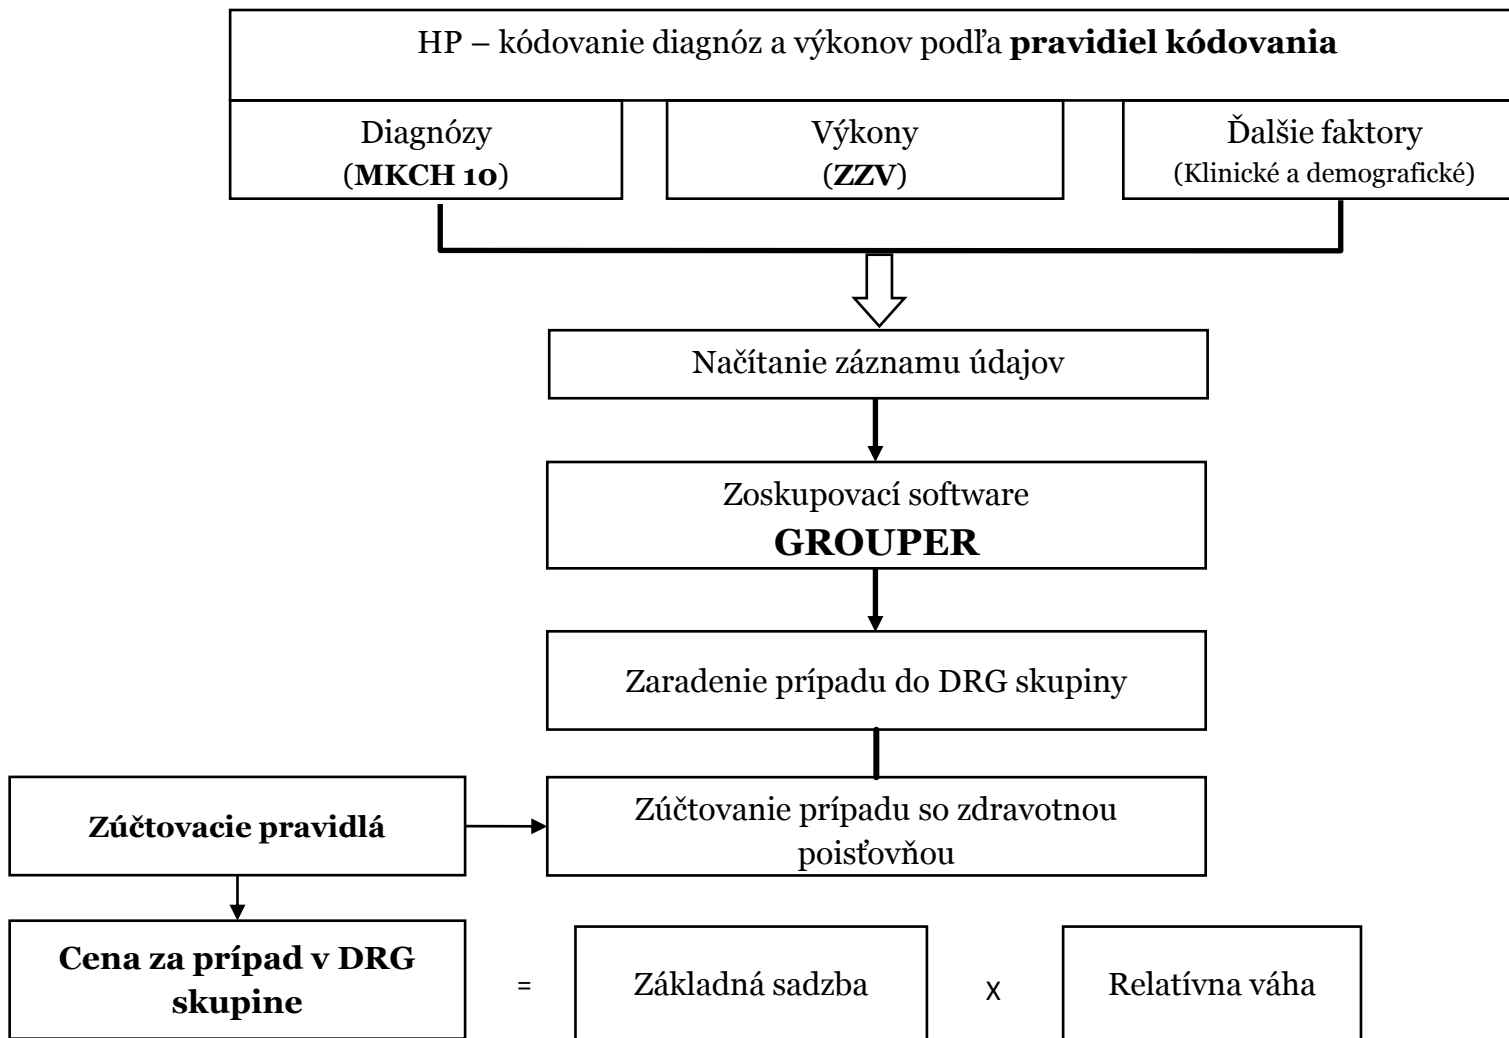 HP – kódovanie diagnóz a výkonov podľa pravidiel kódovania
Diagnózy
(MKCH 10)
Výkony
(ZZV)
Ďalšie faktory
(Klinické a demografické)
Načítanie záznamu údajov
Zoskupovací software
GROUPER
Zaradenie prípadu do DRG skupiny
Zúčtovacie pravidlá
Zúčtovanie prípadu so zdravotnou
poisťovňou
Cena za prípad v DRG
skupine
=
Základná sadzba
X
Relatívna váha